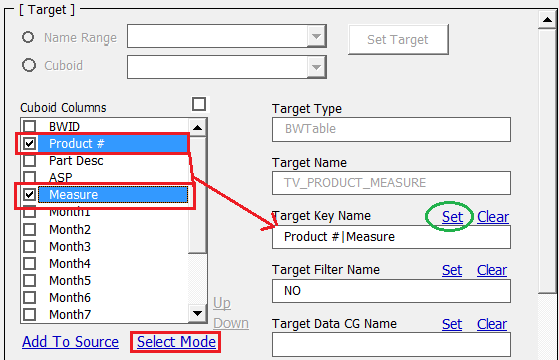 [ Target ]
Name Range
Set Target
Cuboid
Cuboid Columns
BWID
Product #
Part Desc
ASP
Measure
Month1
Month2
Month3
Month4
Month5
Month6
Month7
Up
Down
Add To Source
Select Mode
Target Type
BWTable
Target Name
TV_PRODUCT_MEASURE
Target Key Name Set Clear
Product #|Measure
Target Filter Name Set Clear
NO
Target Data CG Name Set Clear